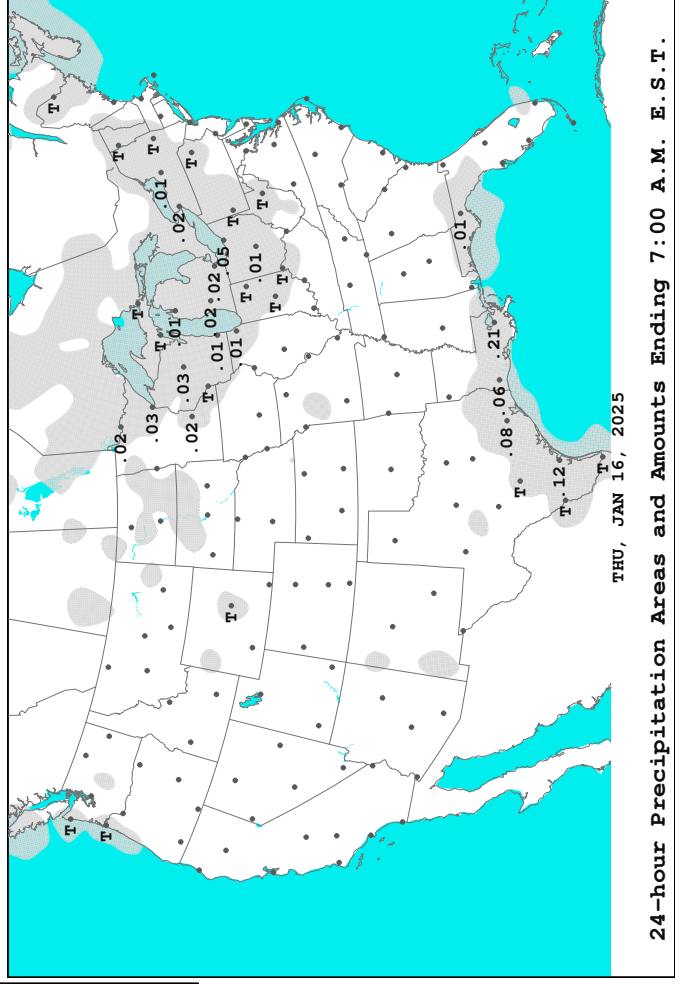 T
T
T
T
.02
T
.03
T
T
.01
.01
.02
.03
T
.02
T
.02
.02
.01
.05
T
T
.01
T
.01
T
T
T
.01
.21
.06
.08
T
.12
T
T
THU, JAN 16, 2025
24-hour Precipitation Areas and Amounts Ending 7:00 A.M. E.S.T.